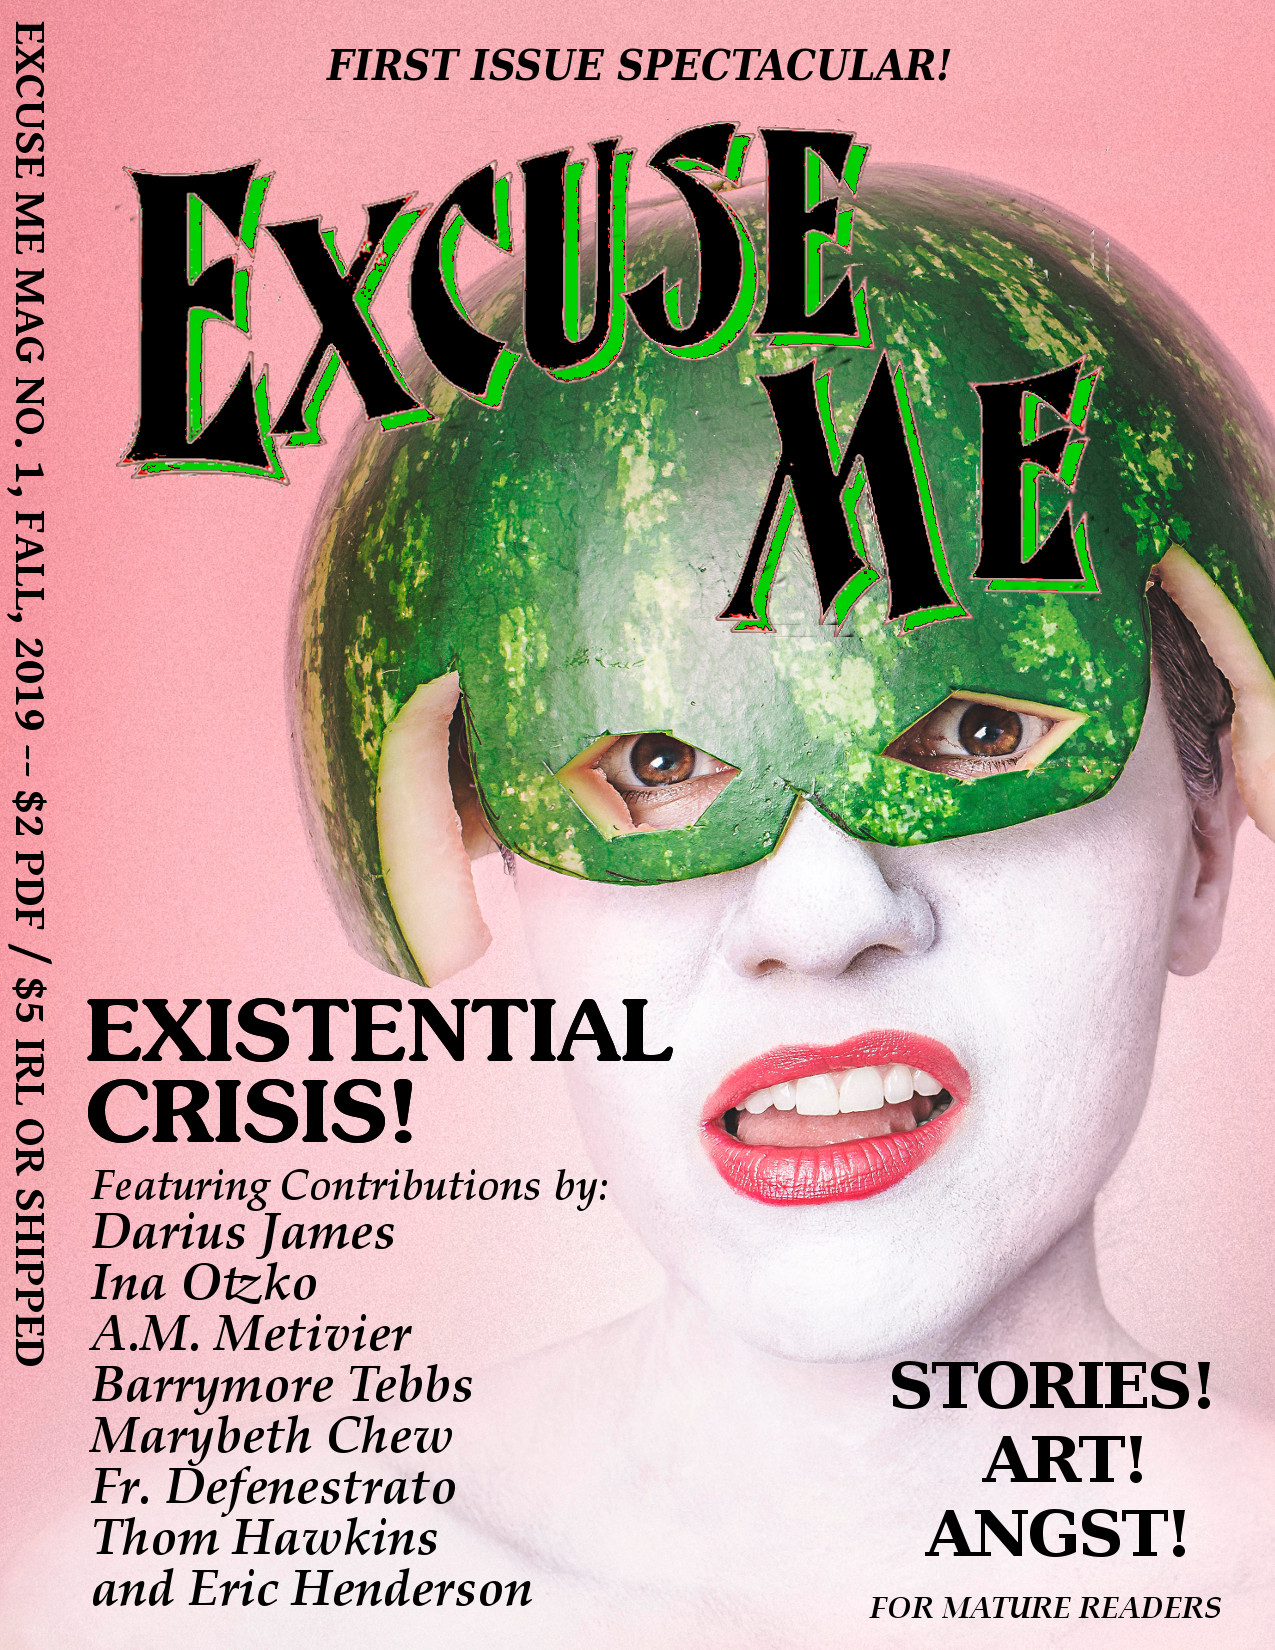 FIRST ISSUE SPECTACULAR!
EXCUSE
ME
EXCUSE ME MAG NO. 1, FALL, 2019 -- $2 PDF / $5 IRL OR SHIPPED
EXISTENTIAL
CRISIS!
Featuring Contributions by:
Darius James
Ina Otzko
A.M. Metivier
Barrymore Tebbs
Marybeth Chew
Fr. Defenestrato
Thom Hawkins
and Eric Henderson
STORIES!
ART!
ANGST!
FOR MATURE READERS